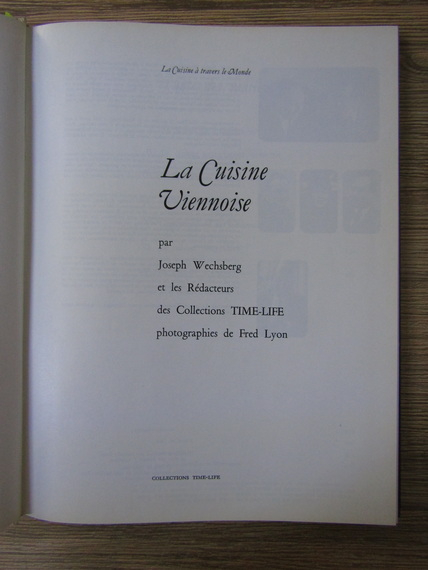 La Cuisine à travers le Monde
La Cuisine
Viennoise
par
Joseph Wechsberg
et les Rédacteurs
des Collections TIME-LIFE
photographies de Fred Lyon
COLLECTIONS TIME-LIFE